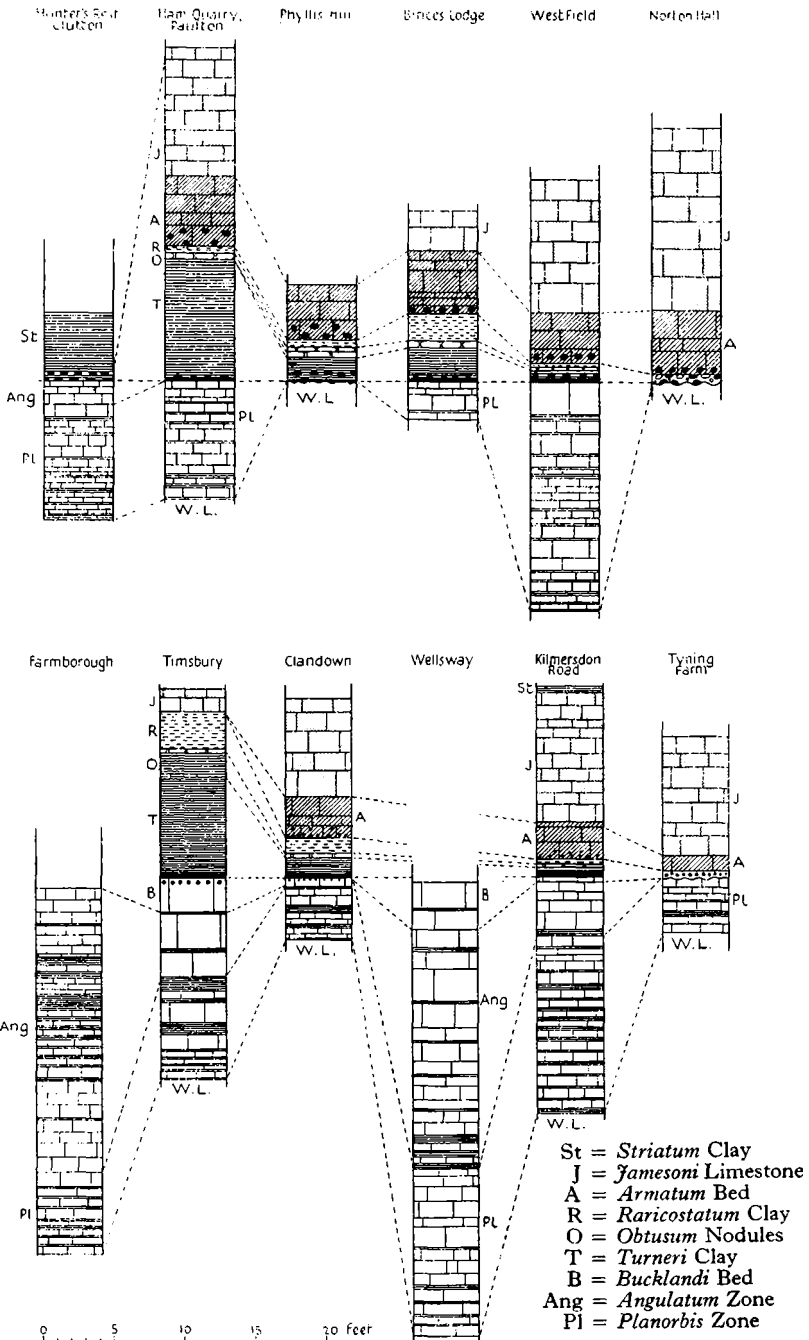 Hunter's Rest
Clutton
Ham Quarry,
Paulton
Phyllis Hill
Bnices Lodge
Westfield
Norton Hall
J
A
R
O
T
St
Ang
Pl
Pl
W.L.
W.L.
J
Pl
J
A
W.L.
Farmborough
Timsbury
Clandown
Wellsway
Kilmersdon
Road
Tyning
Farm
J
R
O
T
B
W.L.
Ang
Pl
A
W.L.
B
Ang
Pl
St
J
A
W.L.
J
A
Pl
W.L.
St = Striatum Clay
J = Jamesoni Limestone
A = Armatum Bed
R = Raricostatum Clay
O = Obtusum Nodules
T = Turneri Clay
B = Bucklandi Bed
Ang = Angulatum Zone
Pl = Planorbis Zone
0 5 10 15 20 feet